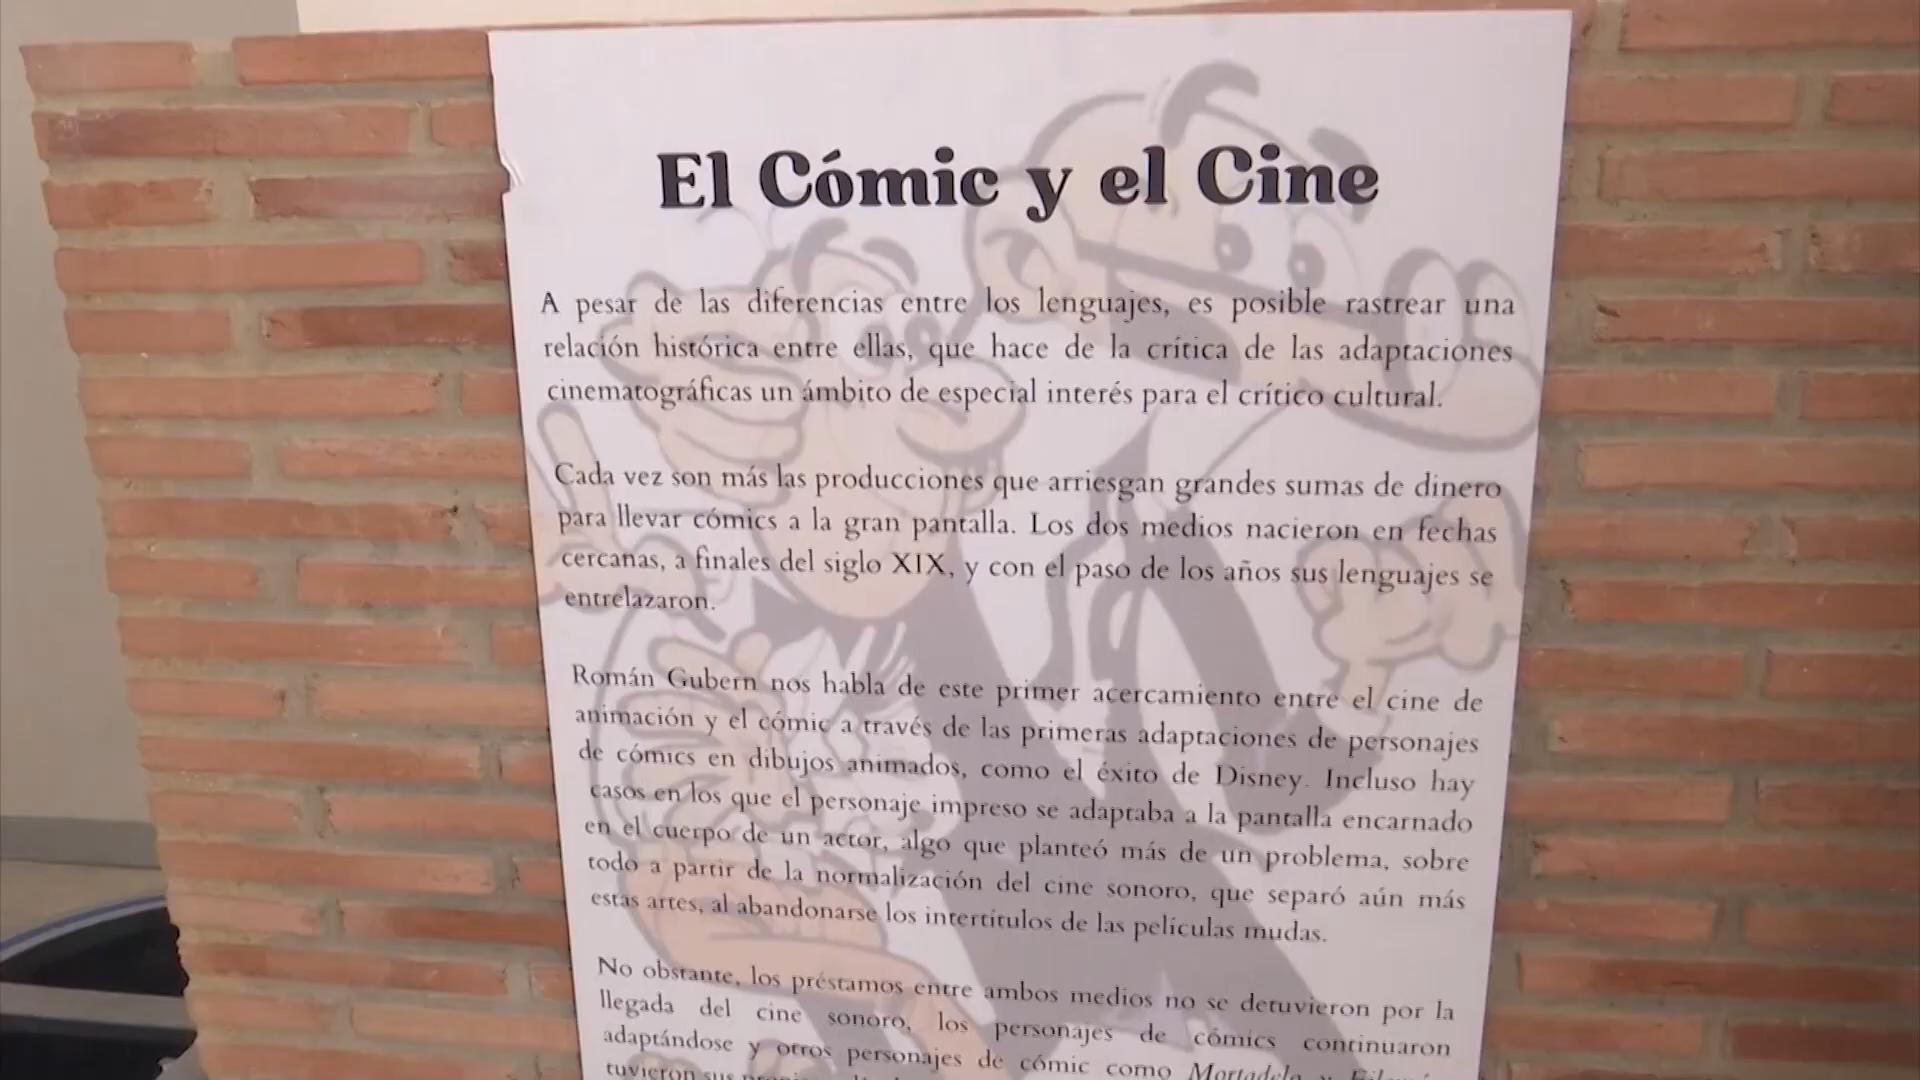 El Cómic y el Cine
A pesar de las diferencias entre los lenguajes, es posible rastrear una
relación histórica entre ellas, que hace de la crítica de las adaptaciones
cinematográficas un ámbito de especial interés para el crítico cultural.
Cada vez son más las producciones que arriesgan grandes sumas de dinero
para llevar cómics a la gran pantalla. Los dos medios nacieron en fechas
cercanas, a finales del siglo XIX, y con el paso de los años sus lenguajes se
entrelazaron.
Román Gubern nos habla de este primer acercamiento entre el cine de
animación y el cómic a través de las primeras adaptaciones de personajes
de cómics en dibujos animados, como el éxito de Disney. Incluso hay
casos en los que el personaje impreso se adaptaba a la pantalla encarnado
en el cuerpo de un actor, algo que planteó más de un problema, sobre
todo a partir de la normalización del cine sonoro, que separó aún más
estas artes, al abandonarse los intertítulos de las películas mudas.
No obstante, los préstamos entre ambos medios no se detuvieron por la
llegada del cine sonoro, los personajes de cómics continuaron
adaptándose y otros personajes de cómic como Mortadelo y
tuvieron sus